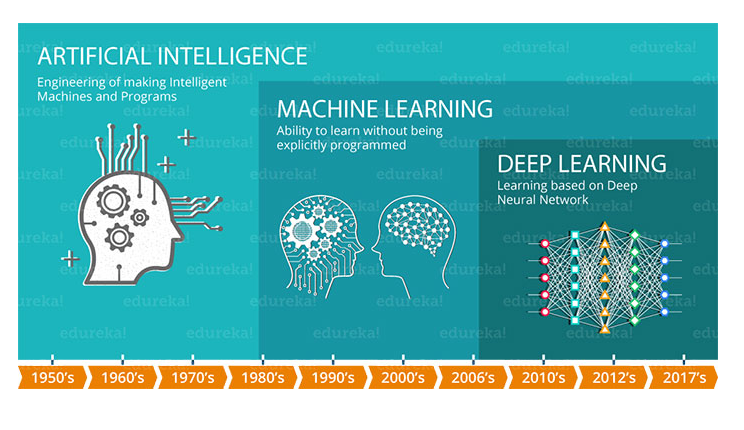 ARTIFICIAL INTELLIGENCE
Engineering of making Intelligent
Machines and Programs
MACHINE LEARNING
Ability to learn without being
explicitly programmed
DEEP LEARNING
Learning based on Deep
Neural Network
1950's
1960's
1970's
1980's
1990's
2000's
2006's
2010's
2012's
2017's
edureka!